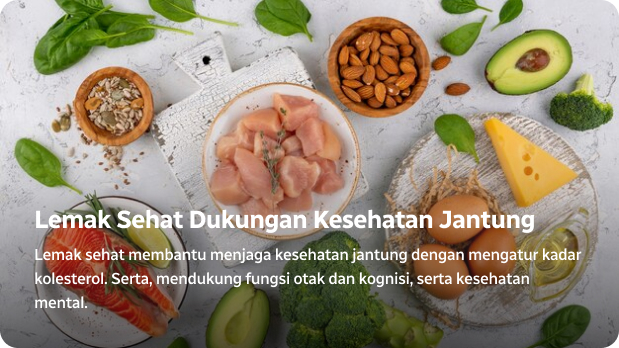 Lemak Sehat Dukungan Kesehatan Jantung
Lemak sehat membantu menjaga kesehatan jantung dengan mengatur kadar
kolesterol. Serta, mendukung fungsi otak dan kognisi, serta kesehatan
mental.